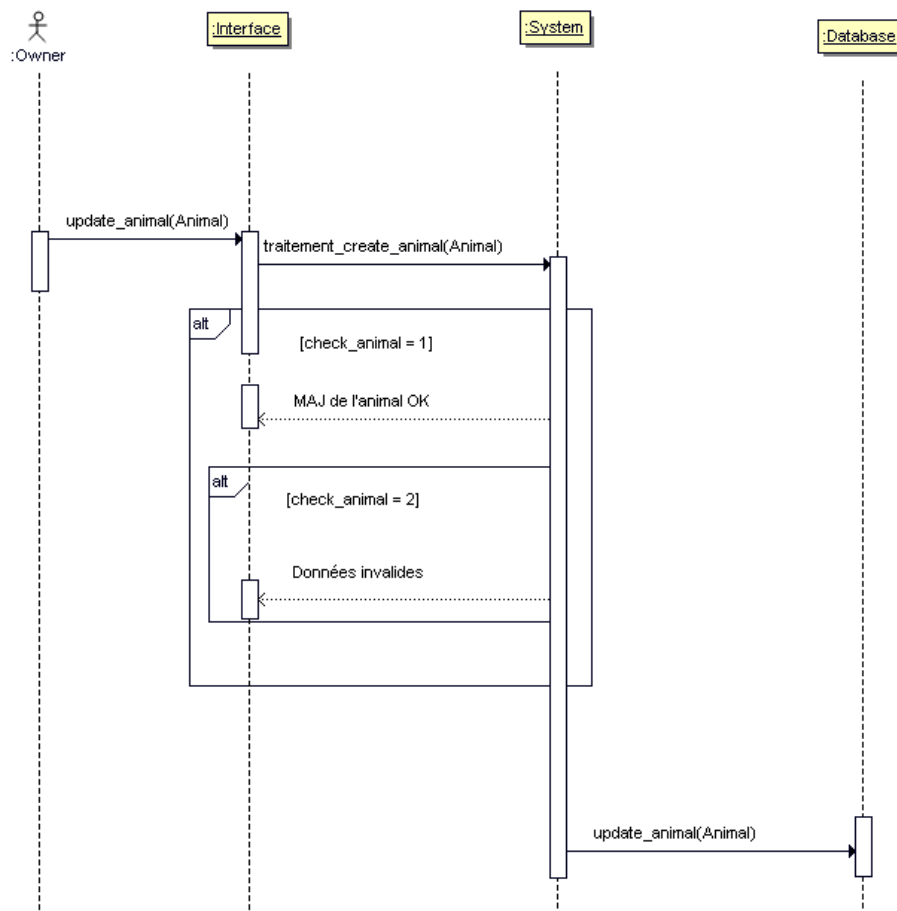 :Owner
:Interface
:System
:Database
update_animal(Animal)
traitement_create_animal(Animal)
alt
[check_animal = 1]
MAJ de l'animal OK
alt
[check_animal = 2]
Données invalides
update_animal(Animal)